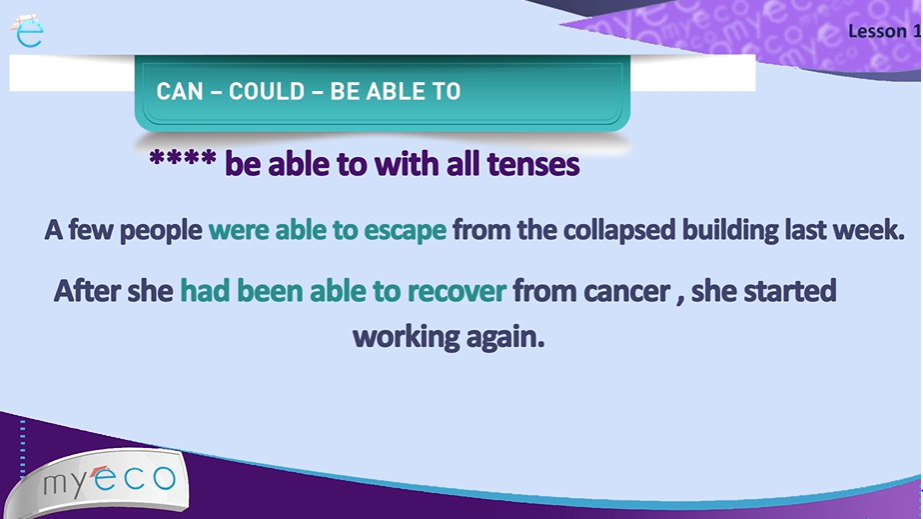 Lesson 1
CAN – COULD – BE ABLE TO
**** be able to with all tenses
A few people were able to escape from the collapsed building last week.
After she had been able to recover from cancer , she started
working again.
myeco
myeco